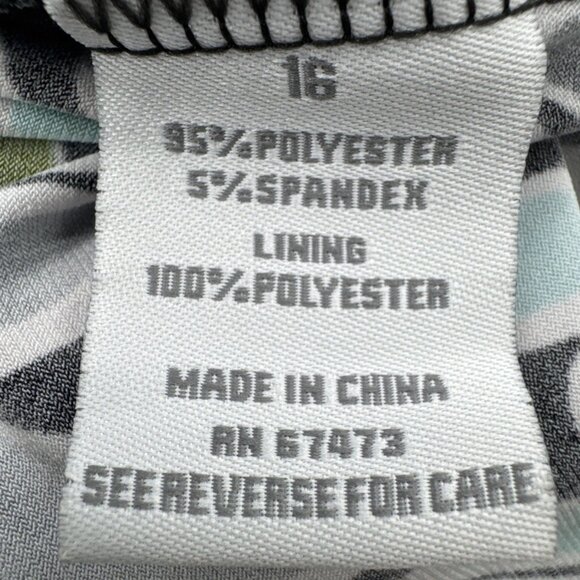 16
95%POLYESTER
5%SPANDEX
LINING
100%POLYESTER
MADE IN CHINA
RN 67473
SEE REVERSE FOR CARE